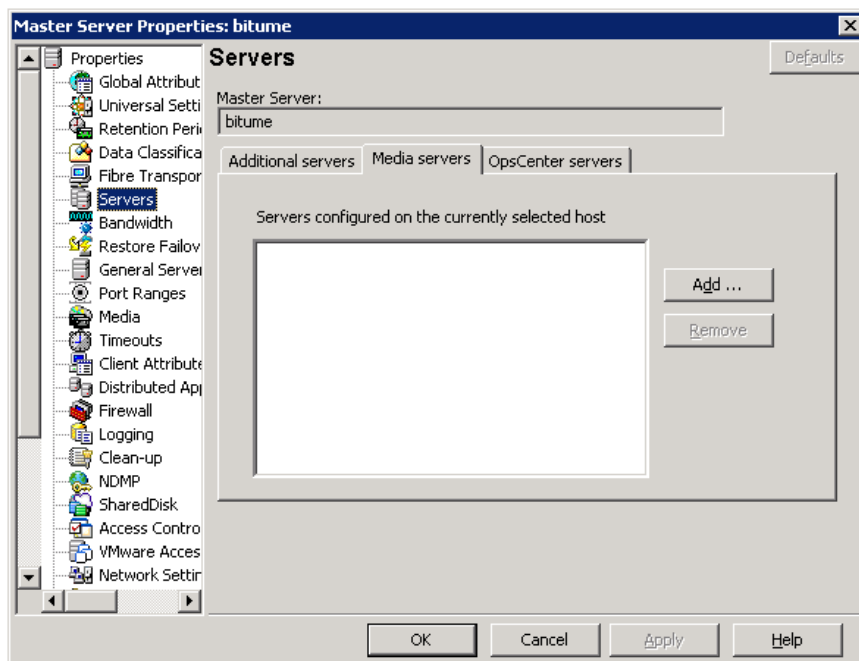 Master Server Properties: bitume
Properties
Global Attribut
Universal Setti
Retention Peri
Data Classifica
Fibre Transpor
Servers
Bandwidth
Restore Failov
General Server
Port Ranges
Media
Timeouts
Client Attribute
Distributed App
Firewall
Logging
Clean-up
NDMP
SharedDisk
Access Contro
VMware Acces
Network Settin
Servers
Defaults
Master Server:
bitume
Additional servers
Media servers
OpsCenter servers
Servers configured on the currently selected host
Add ...
Remove
OK
Cancel
Apply
Help